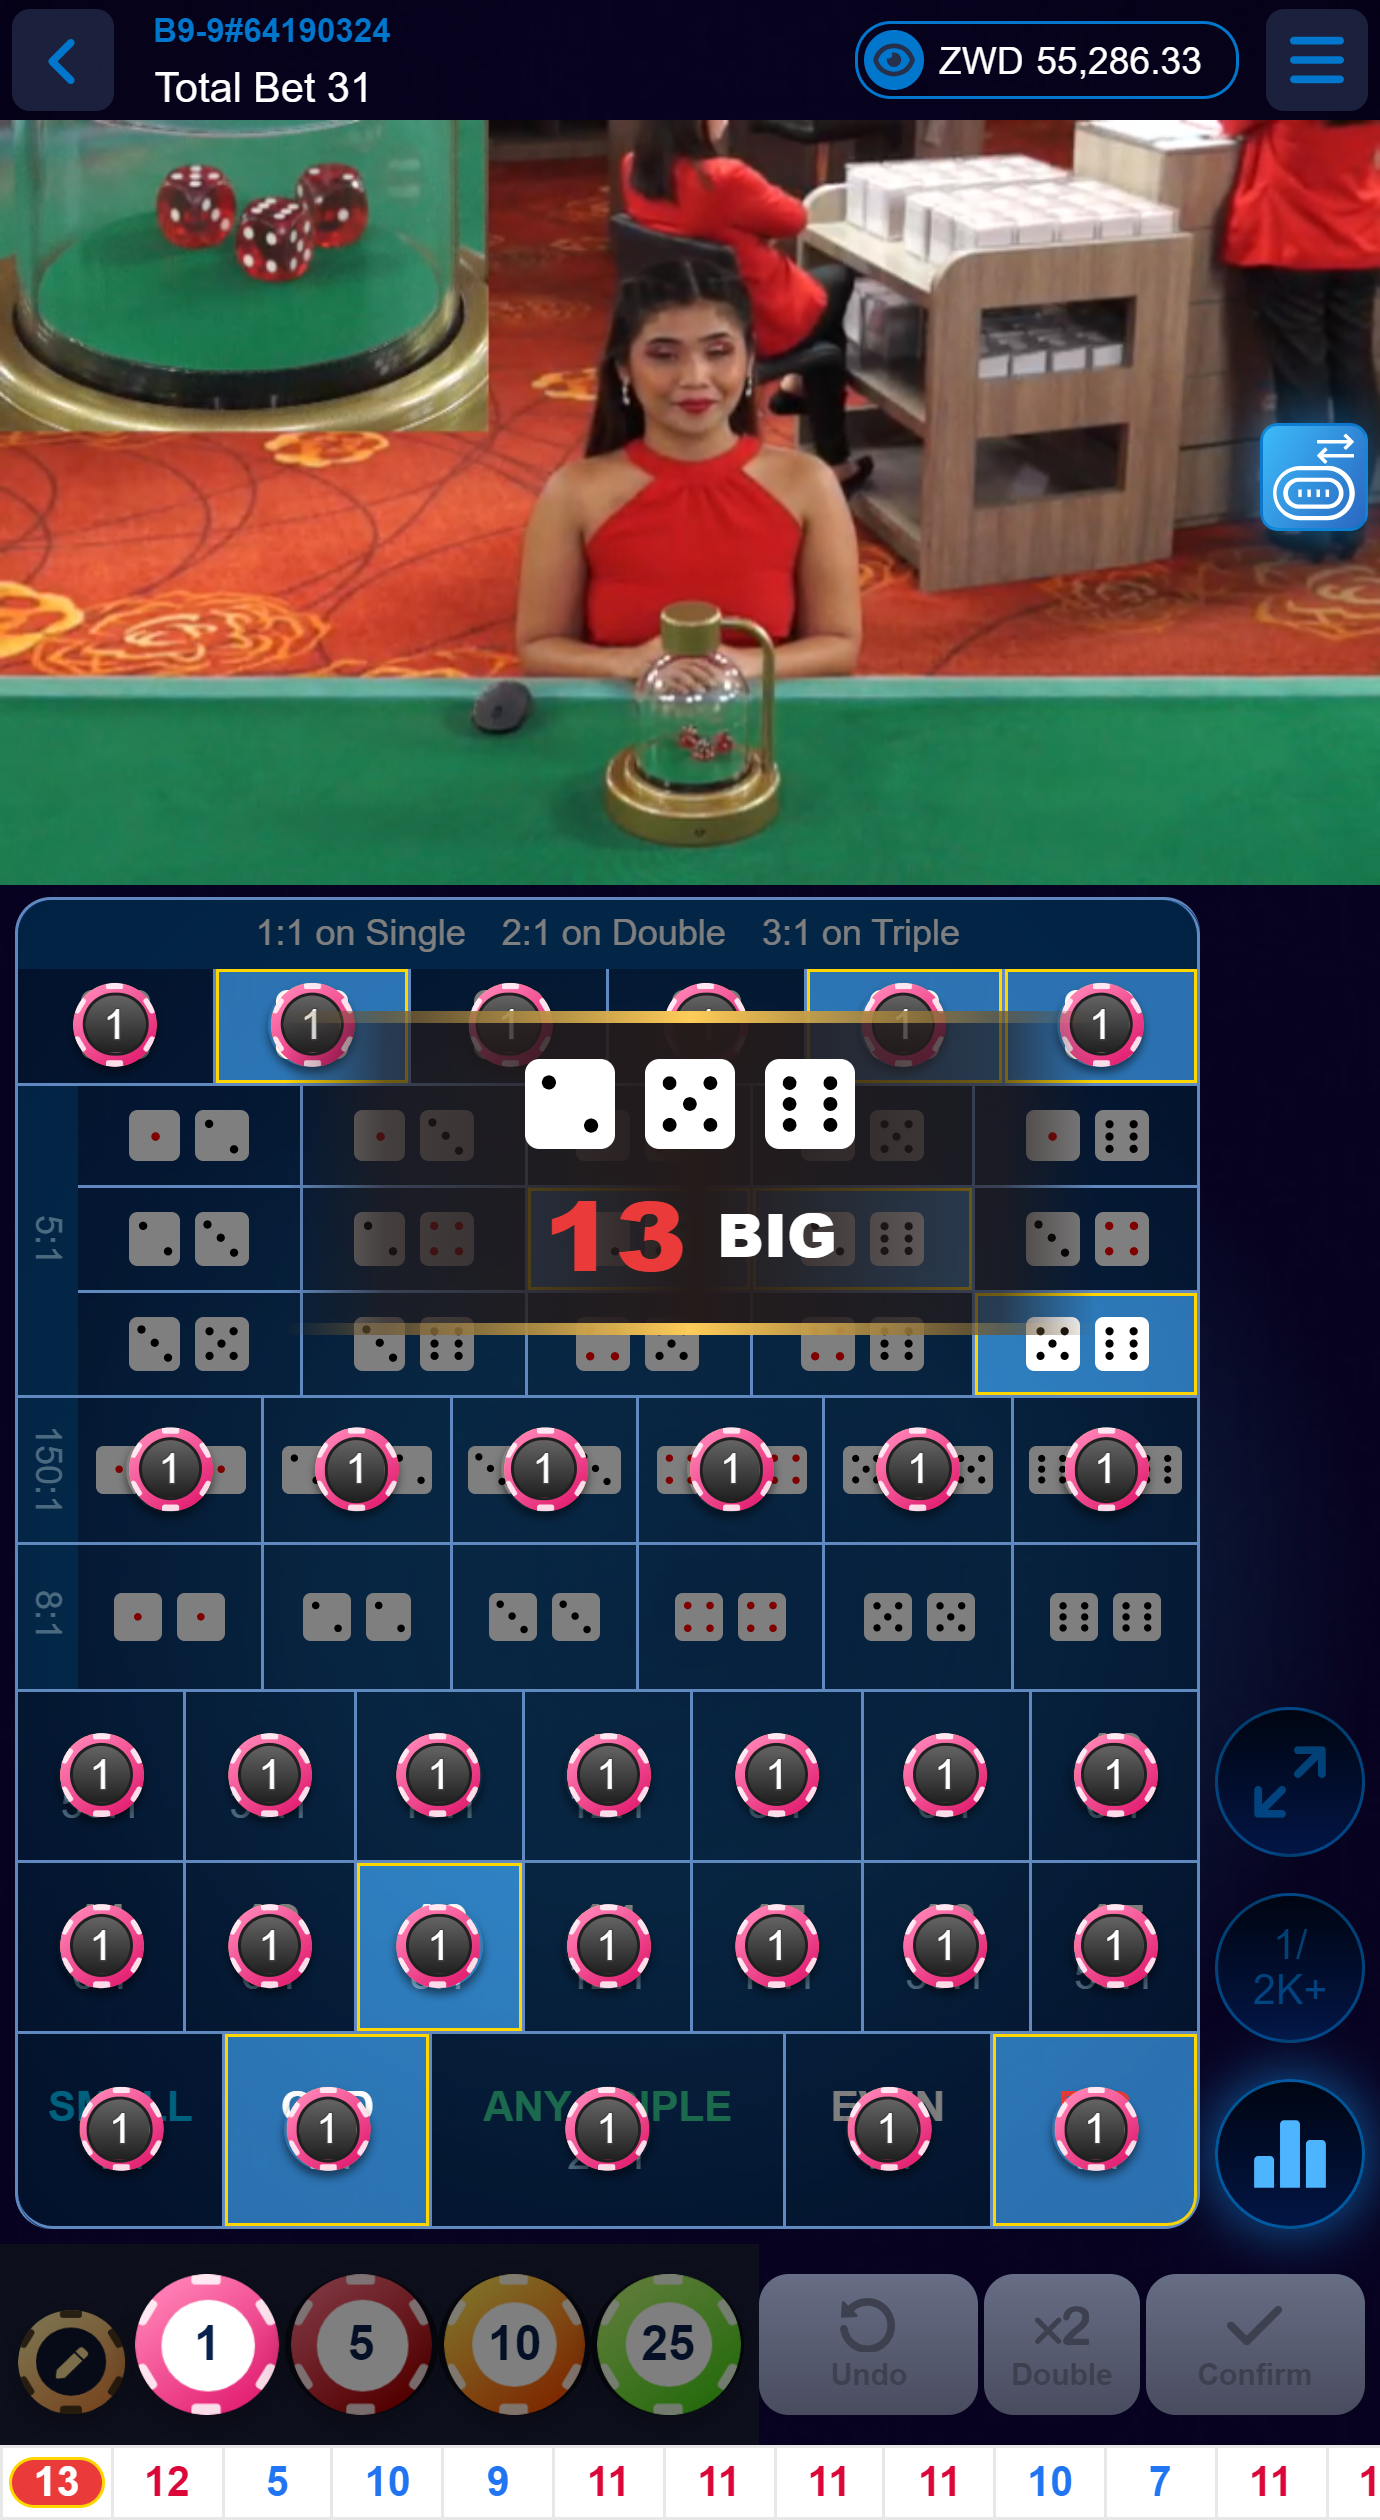 B9-9#64190324
Total Bet 31
ZWD 55,286.33
1:1 on Single 2:1 on Double 3:1 on Triple
1 1 1 1 1
13 BIG
5:1
150:1
1 1 1 1 1 1
8:1
1 1 1 1 1 1 1
1 1 1 1 1 1 1
ANY
1 1 1 1 1
1/
2K+
1 5 10 25
Undo
x2
Double
Confirm
13 12 5 10 9 11 11 11 11 10 7 11